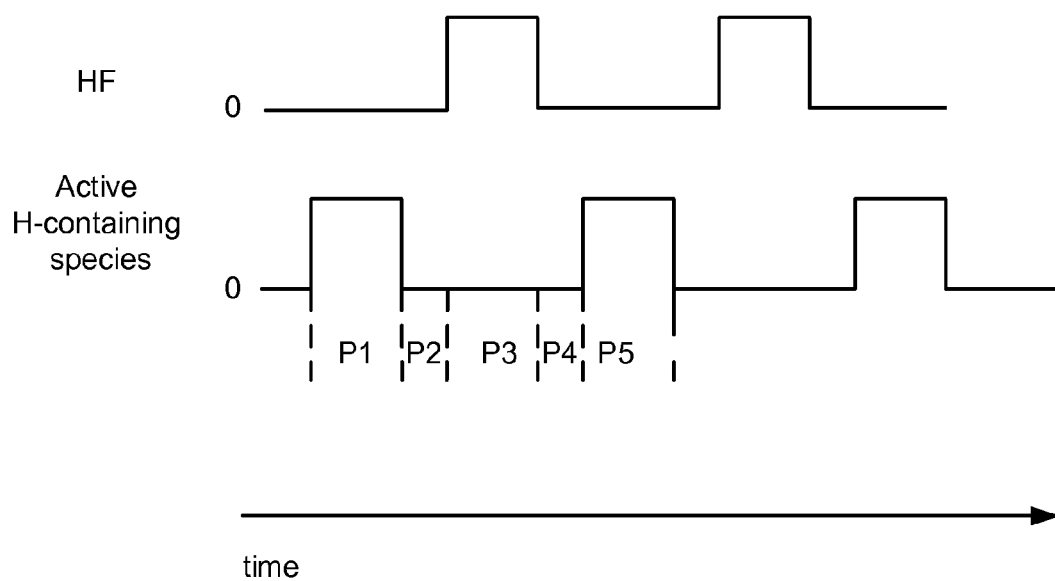 HF
0
Active
H-containing
species
0
P1 P2 P3 P4 P5
time